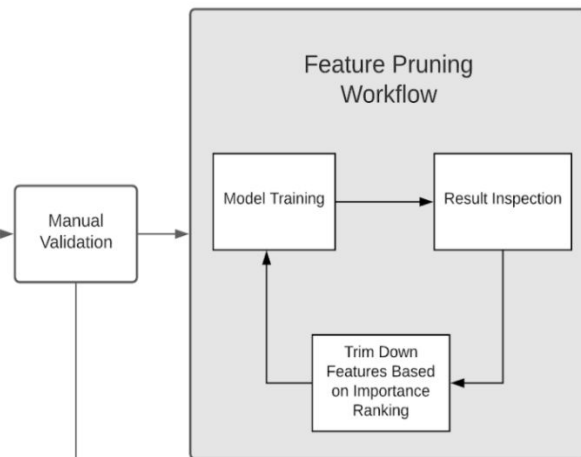 Feature Pruning
Workflow
Model Training
Result Inspection
Manual
Validation
Trim Down
Features Based
on Importance
Ranking